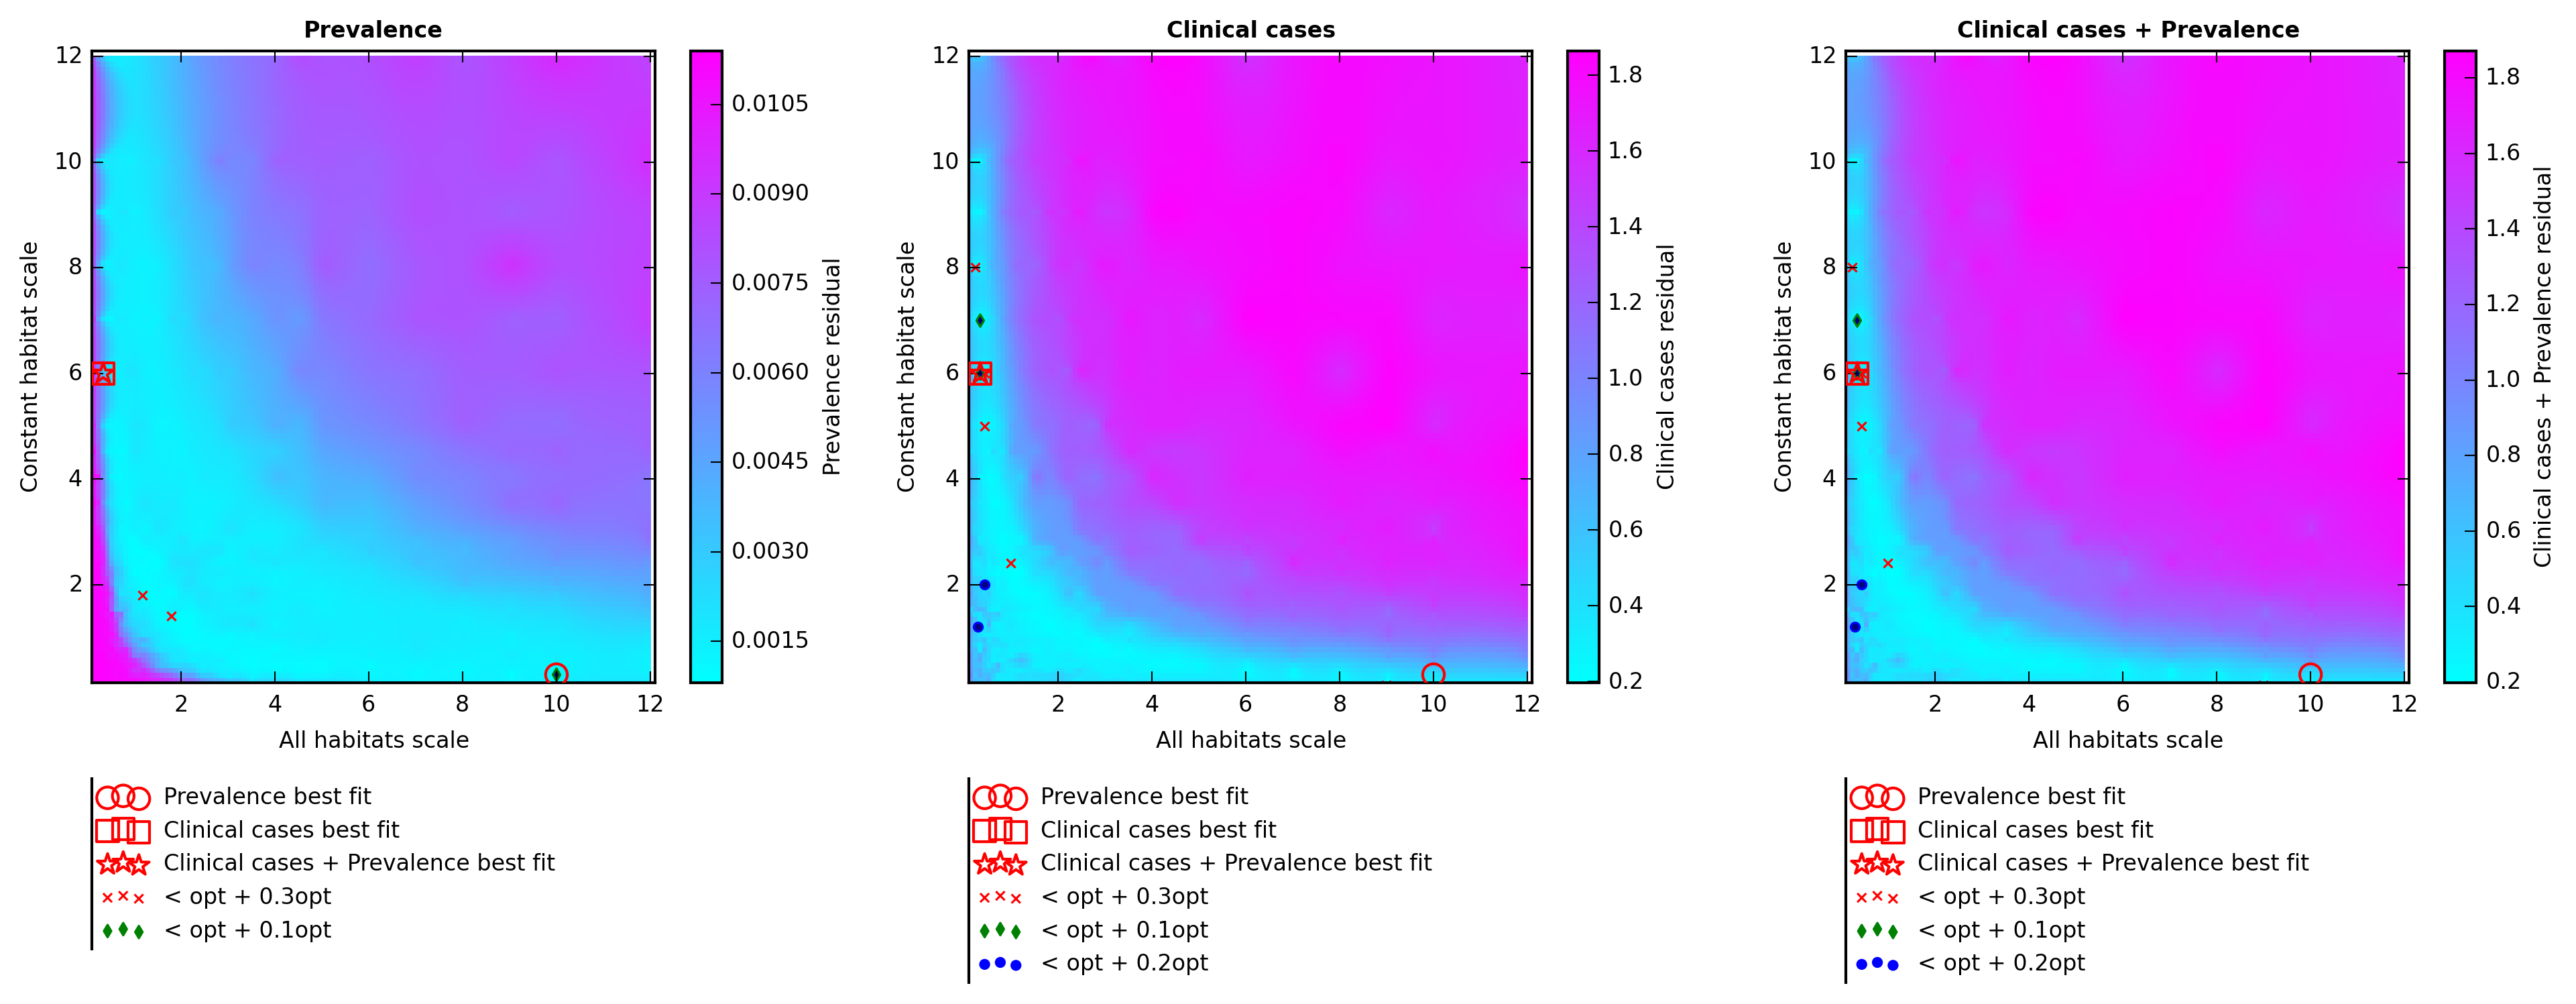 Prevalence
Constant habitat scale
12
10
8
6
4
2
2 4 6 8 10 12
All habitats scale
0.0105
0.0090
0.0075
0.0060
0.0045
0.0030
0.0015
Prevalence residual
Prevalence best fit
Clinical cases best fit
Clinical cases + Prevalence best fit
< opt + 0.3opt
< opt + 0.1opt
Clinical cases
Constant habitat scale
12
10
8
6
4
2
2 4 6 8 10 12
All habitats scale
1.8
1.6
1.4
1.2
1.0
0.8
0.6
0.4
0.2
Clinical cases residual
Prevalence best fit
Clinical cases best fit
Clinical cases + Prevalence best fit
< opt + 0.3opt
< opt + 0.1opt
< opt + 0.2opt
Clinical cases + Prevalence
Constant habitat scale
12
10
8
6
4
2
2 4 6 8 10 12
All habitats scale
1.8
1.6
1.4
1.2
1.0
0.8
0.6
0.4
0.2
Clinical cases + Prevalence residual
Prevalence best fit
Clinical cases best fit
Clinical cases + Prevalence best fit
< opt + 0.3opt
< opt + 0.1opt
< opt + 0.2opt